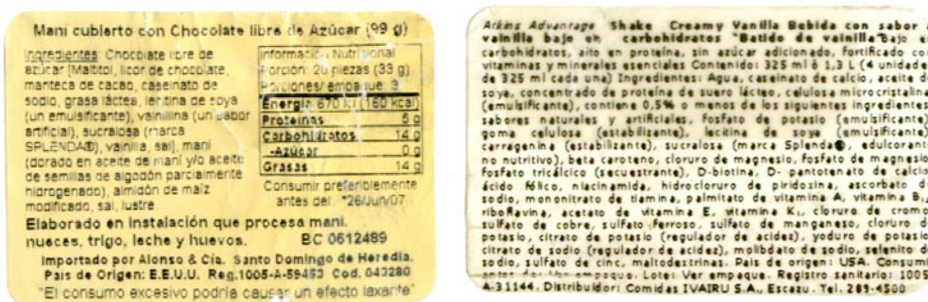 Maní cubierto con Chocolate libre de Azúcar (99 g)
Ingredientes: Chocolate libre de
azúcar [Maltitol, licor de chocolate,
manteca de cacao, caseinato de
sodio, grasa láctea, lecitina de soya
(un emulsificante), vainillina (un sabor
artificial), sucralosa (marca
SPLENDA®), vainilla, sal], maní
(dorado en aceite de maní y/o aceite
de semillas de algodón parcialmente
hidrogenado), almidón de maíz
modificado, sal, lustre.
Información Nutricional
Porción: 20 piezas (33 g)
Porciones/empaque: 3
Energía 670 kJ (160 kcal)
Proteínas 5 g
Carbohidratos 14 g
-Azúcar 0 g
Grasas 14 g
Consumir preferiblemente
antes del: *26/Jun/07
Elaborado en Instalación que procesa maní,
nueces, trigo, leche y huevos. BC 0612489
Importado por Alonso & Cía. Santo Domingo de Heredia.
País de Origen: E.E.U.U. Reg.1005-A-59453 Cod. 043280
"El consumo excesivo podría causar un efecto laxante"
Atkins Advantage Shake Creamy Vanilla Bebida con sabor a
vainilla bajo en carbohidratos "Batido de vainilla" Bajo en
carbohidratos, alto en proteína, sin azúcar adicionado, fortificado con
vitaminas y minerales esenciales Contenido: 325 ml ó 1,3 L (4 unidades
de 325 ml cada una) Ingredientes: Agua, caseinato de calcio, aceite de
soya, concentrado de proteína de suero lácteo, celulosa microcristalina
(emulsificante), contiene 0,5% o menos de los siguientes ingredientes:
sabores naturales y artificiales, fosfato de potasio (emulsificante),
goma celulosa (estabilizante), lecitina de soya (emulsificante),
carragenina (estabilizante), sucralosa (marca Splenda®, edulcorante
no nutritivo), beta caroteno, cloruro de magnesio, fosfato de magnesio,
fosfato tricálcico (secuestrante), D-biotina, D- pantotenato de calcio,
ácido fólico, niacinamida, hidrocloruro de piridozina, ascorbato de
sodio, mononitrato de tiamina, palmitato de vitamina A, vitamina B₁₂,
riboflavina, acetato de vitamina E, vitamina K₁, cloruro de cromo,
sulfato de cobre, sulfato ferroso, sulfato de manganeso, cloruro de
potasio, citrato de potasio (regulador de acidez), yoduro de potasio,
citrato de sodio (regulador de acidez), molibdato de sodio, selenito de
sodio, sulfato de cinc, maltodextrinas. País de origen: USA. Consumir
antes de: Ver empaque. Lote: Ver empaque. Registro sanitario: 1005-
A-31144. Distribuidor: Comidas IVAIRU S.A., Escazu. Tel. 289-4500